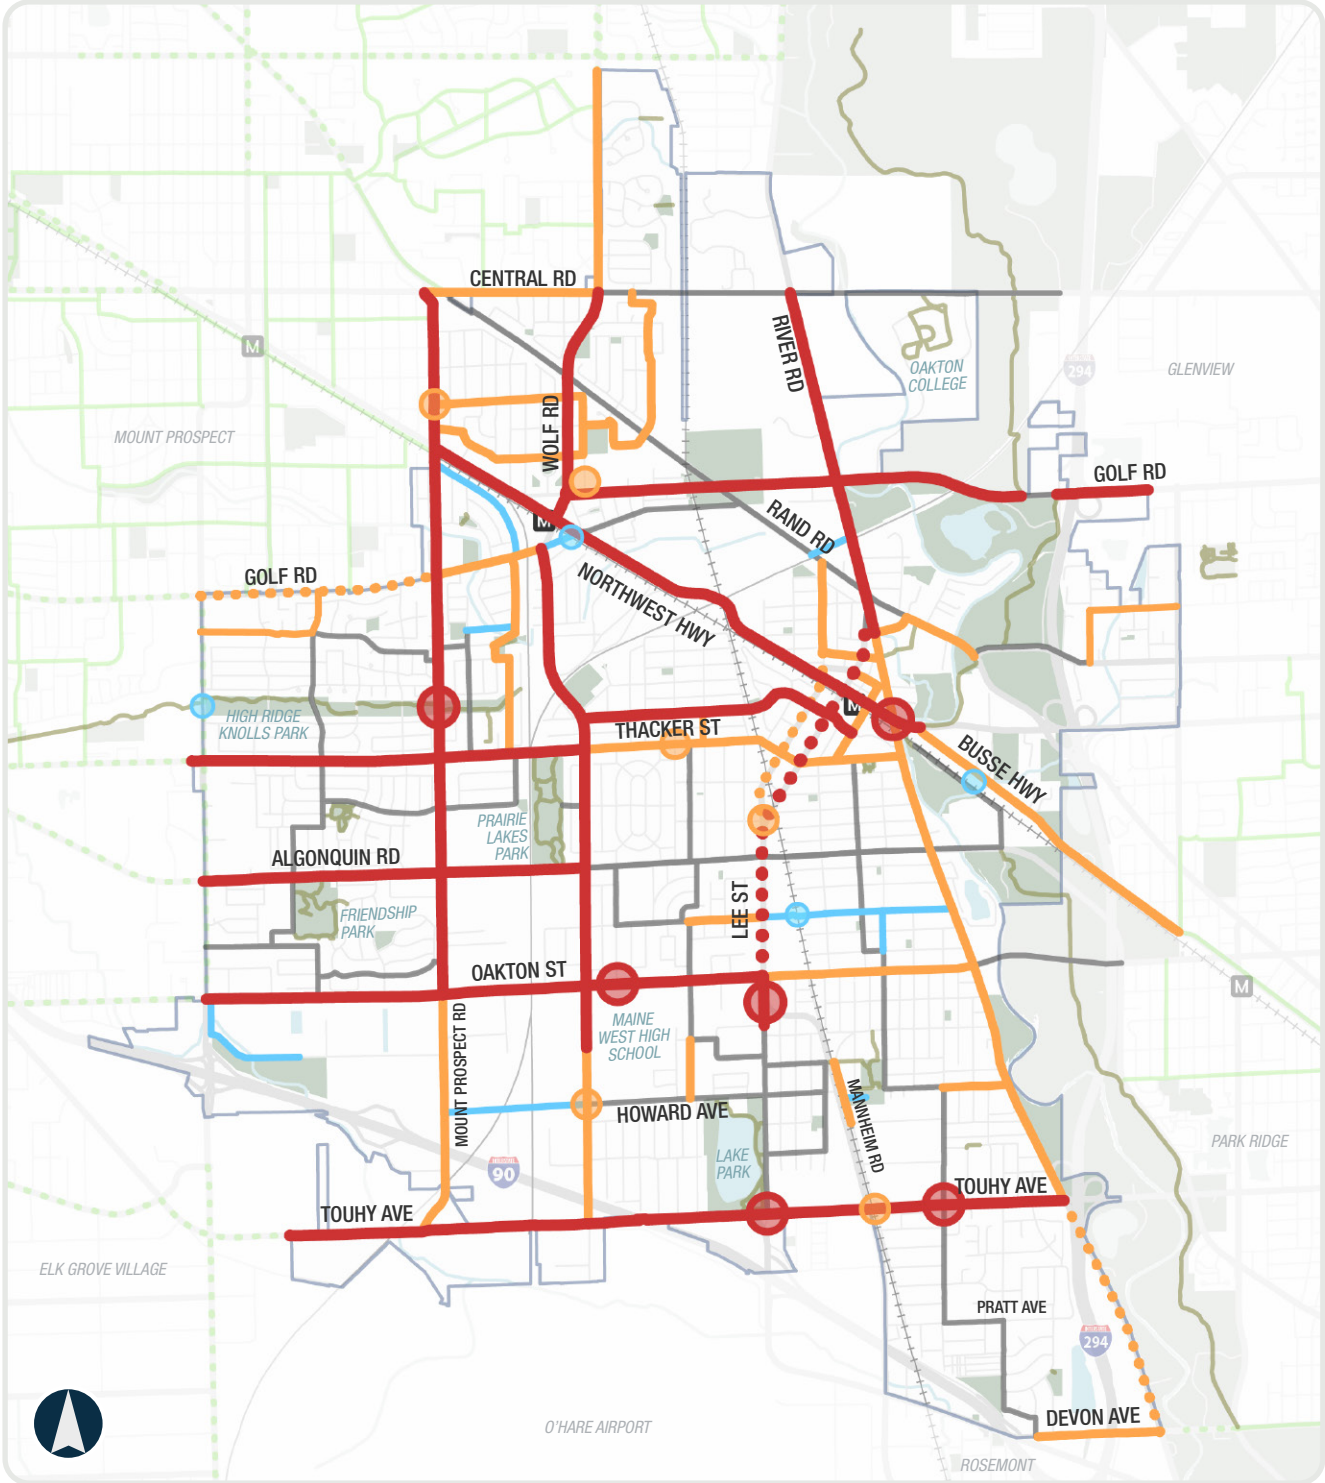 CENTRAL RD
RIVER RD
M
294
GLENVIEW
OAKTON
COLLEGE
MOUNT PROSPECT
WOLF RD
GOLF RD
M
RAND RD
GOLF RD
NORTHWEST HWY
HIGH RIDGE
KNOLLS PARK
M
THACKER ST
BUSSE HWY
PRAIRIE
LAKES
PARK
ALGONQUIN RD
LEE ST
FRIENDSHIP
PARK
OAKTON ST
M
MAINE
WEST HIGH
SCHOOL
MOUNT PROSPECT RD
HOWARD AVE
MANNHEIM RD
PARK RIDGE
LAKE
PARK
90
TOUHY AVE
TOUHY AVE
ELK GROVE VILLAGE
PRATT AVE
294
DEVON AVE
O'HARE AIRPORT
ROSEMONT